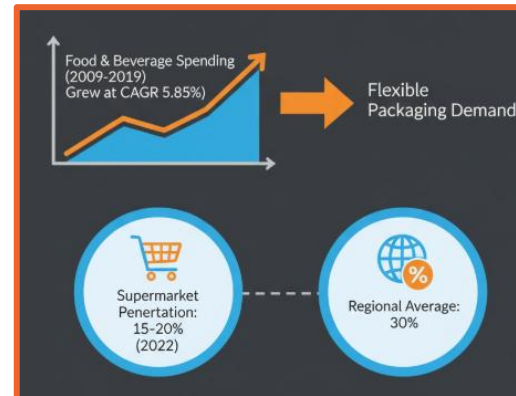 Food & Beverage Spending
(2009-2019)
Grew at CAGR 5.85%)
Flexible
Packaging Demand
%
Supermarket
Penertation:
15-20%
(2022)
Regional Average:
30%